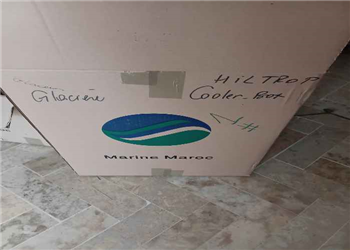 HILTROP
Glacière
Cooler-Box
Marine Maroc